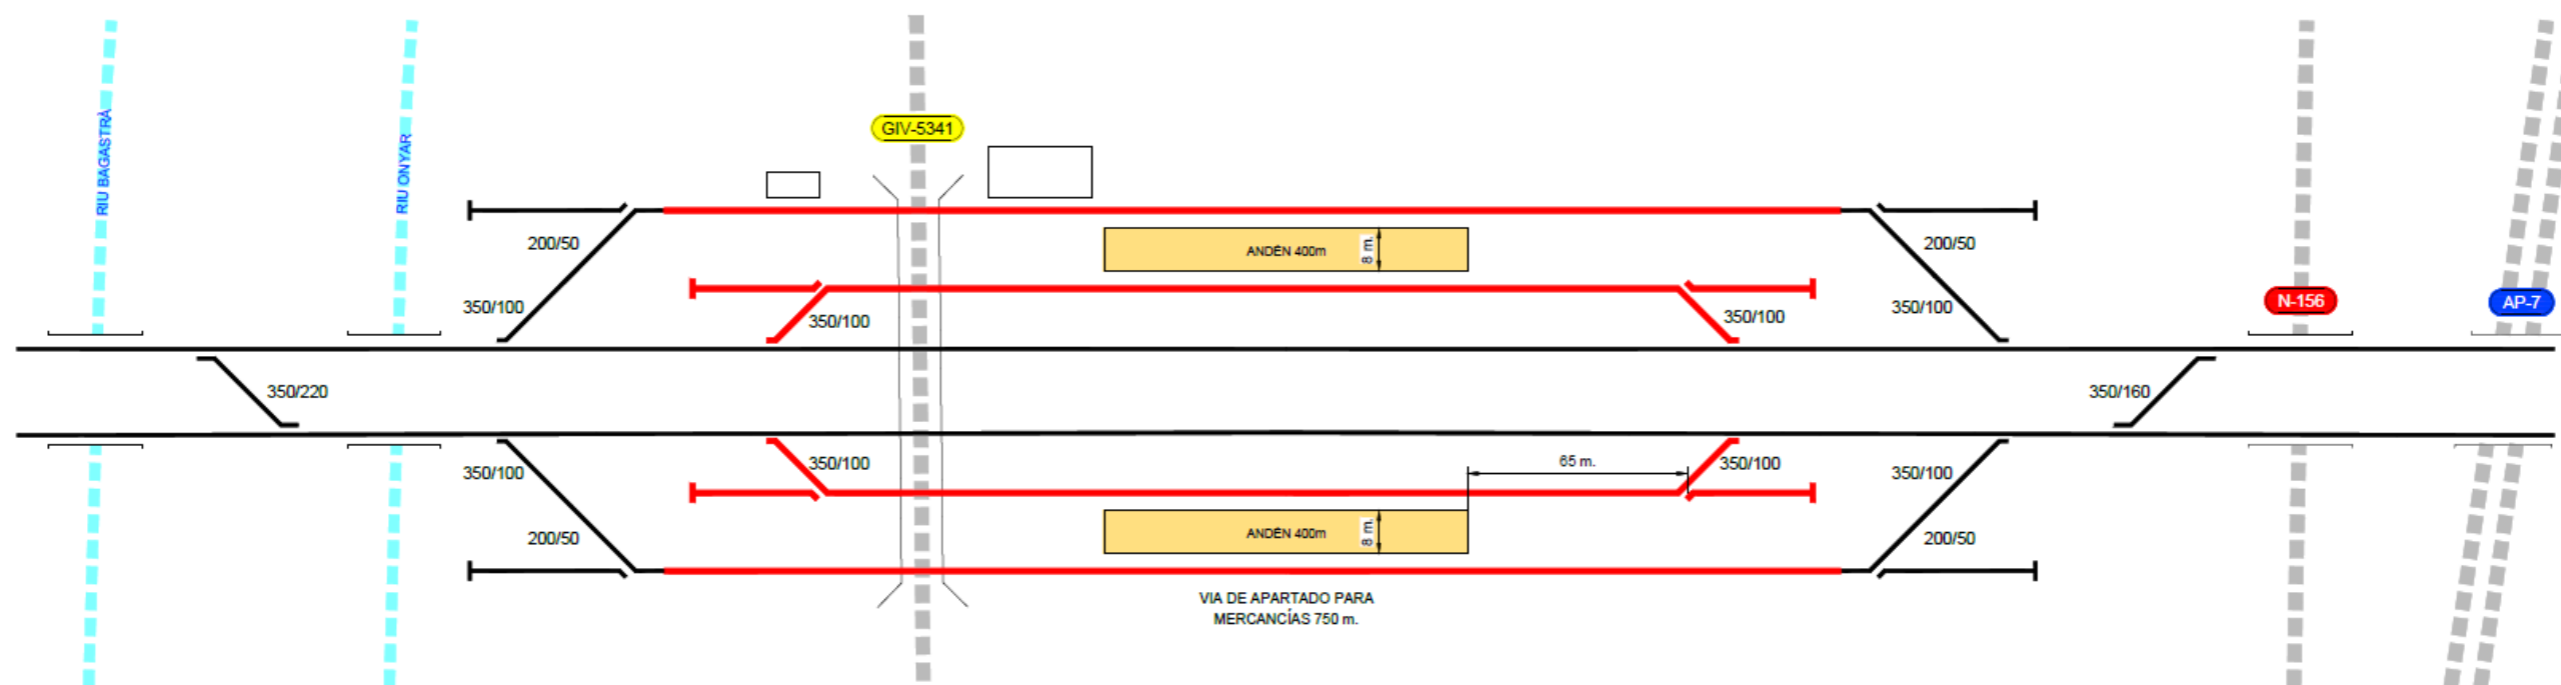 RIU BAGASTRÀ
RIU ONYAR
GIV-5341
200/50
ANDÉN 400m
8 m.
200/50
350/100
350/100
350/100
350/100
N-156
AP-7
350/220
350/160
350/100
350/100
65 m.
350/100
350/100
200/50
ANDÉN 400m
8 m.
200/50
VIA DE APARTADO PARA
MERCANCÍAS 750 m.